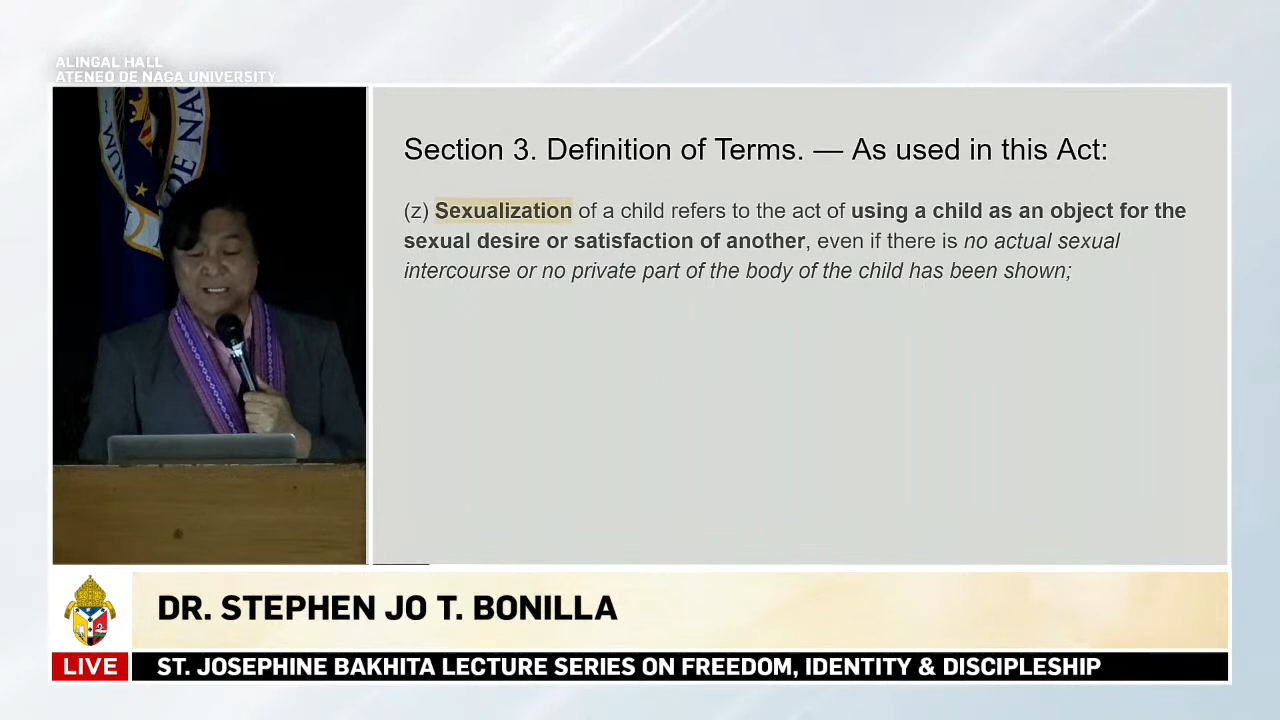 ALINGAL HALL
ATENEO DE NAGA UNIVERSITY
DE NAG
NUM
Section 3. Definition of Terms. — As used in this Act:
(z) Sexualization of a child refers to the act of using a child as an object for the
sexual desire or satisfaction of another, even if there is no actual sexual
intercourse or no private part of the body of the child has been shown;
DR. STEPHEN JO T. BONILLA
LIVE
ST. JOSEPHINE BAKHITA LECTURE SERIES ON FREEDOM, IDENTITY & DISCIPLESHIP